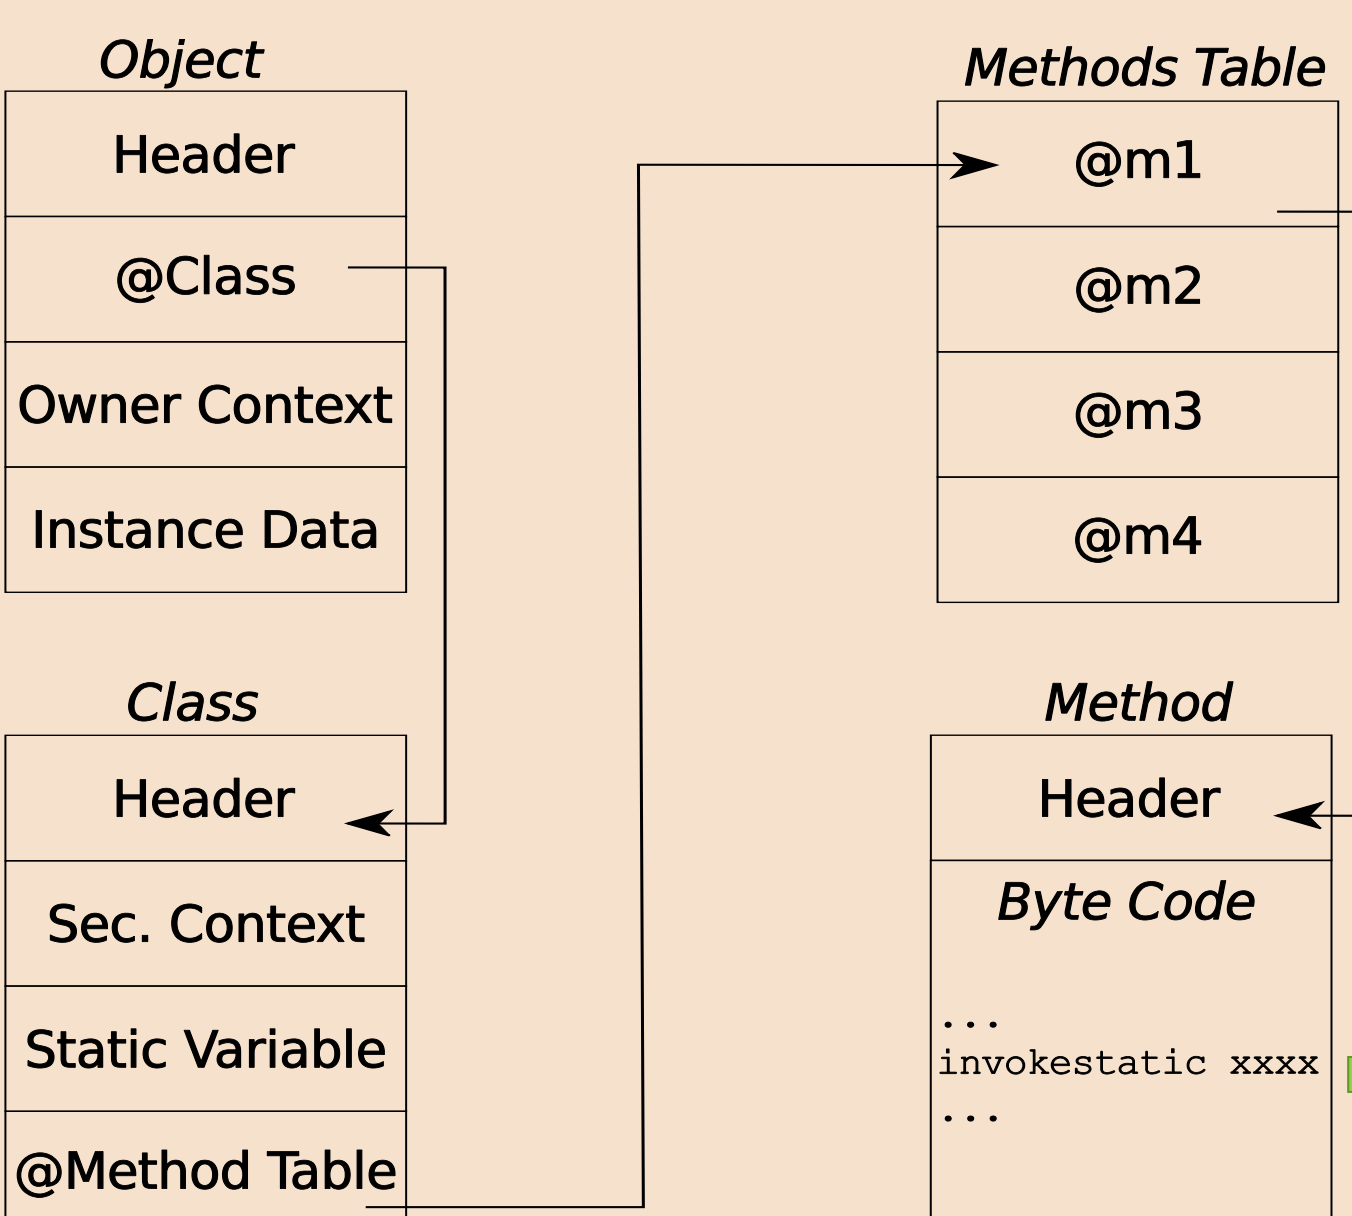 Object
Header
@Class
Owner Context
Instance Data
Class
Header
Sec. Context
Static Variable
@Method Table
Methods Table
@m1
@m2
@m3
@m4
Method
Header
Byte Code
...
invokestatic xxxx
...